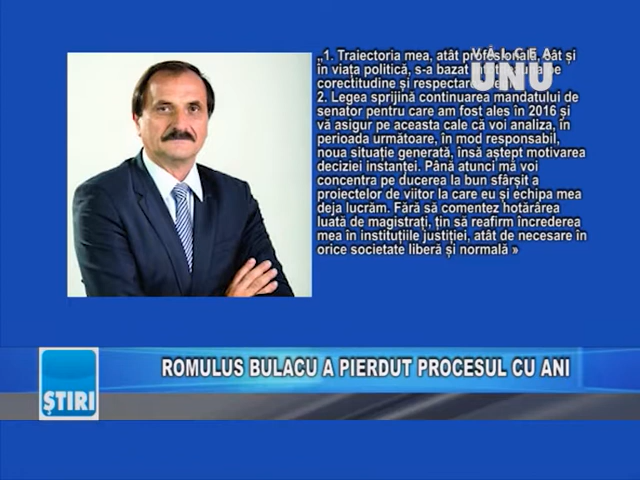 VÂLCEA
UNU
„1. Traiectoria mea, atât profesională, cât și
în viața politică, s-a bazat pe
corectitudine și respectare
2. Legea sprijină continuarea mandatului de
senator pentru care am fost ales în 2016 și
vă asigur pe aceasta cale că voi analiza, în
perioada următoare, în mod responsabil,
noua situație generată, însă aștept motivarea
deciziei instanței. Până atunci mă voi
concentra pe ducerea la bun sfârșit a
proiectelor de viitor la care eu și echipa mea
deja lucrăm. Fără să comentez hotărârea
luată de magistrați, țin să reafirm încrederea
mea în instituțiile justiției, atât de necesare în
orice societate liberă și normală »
ROMULUS BULACU A PIERDUT PROCESUL CU ANI
ȘTIRI